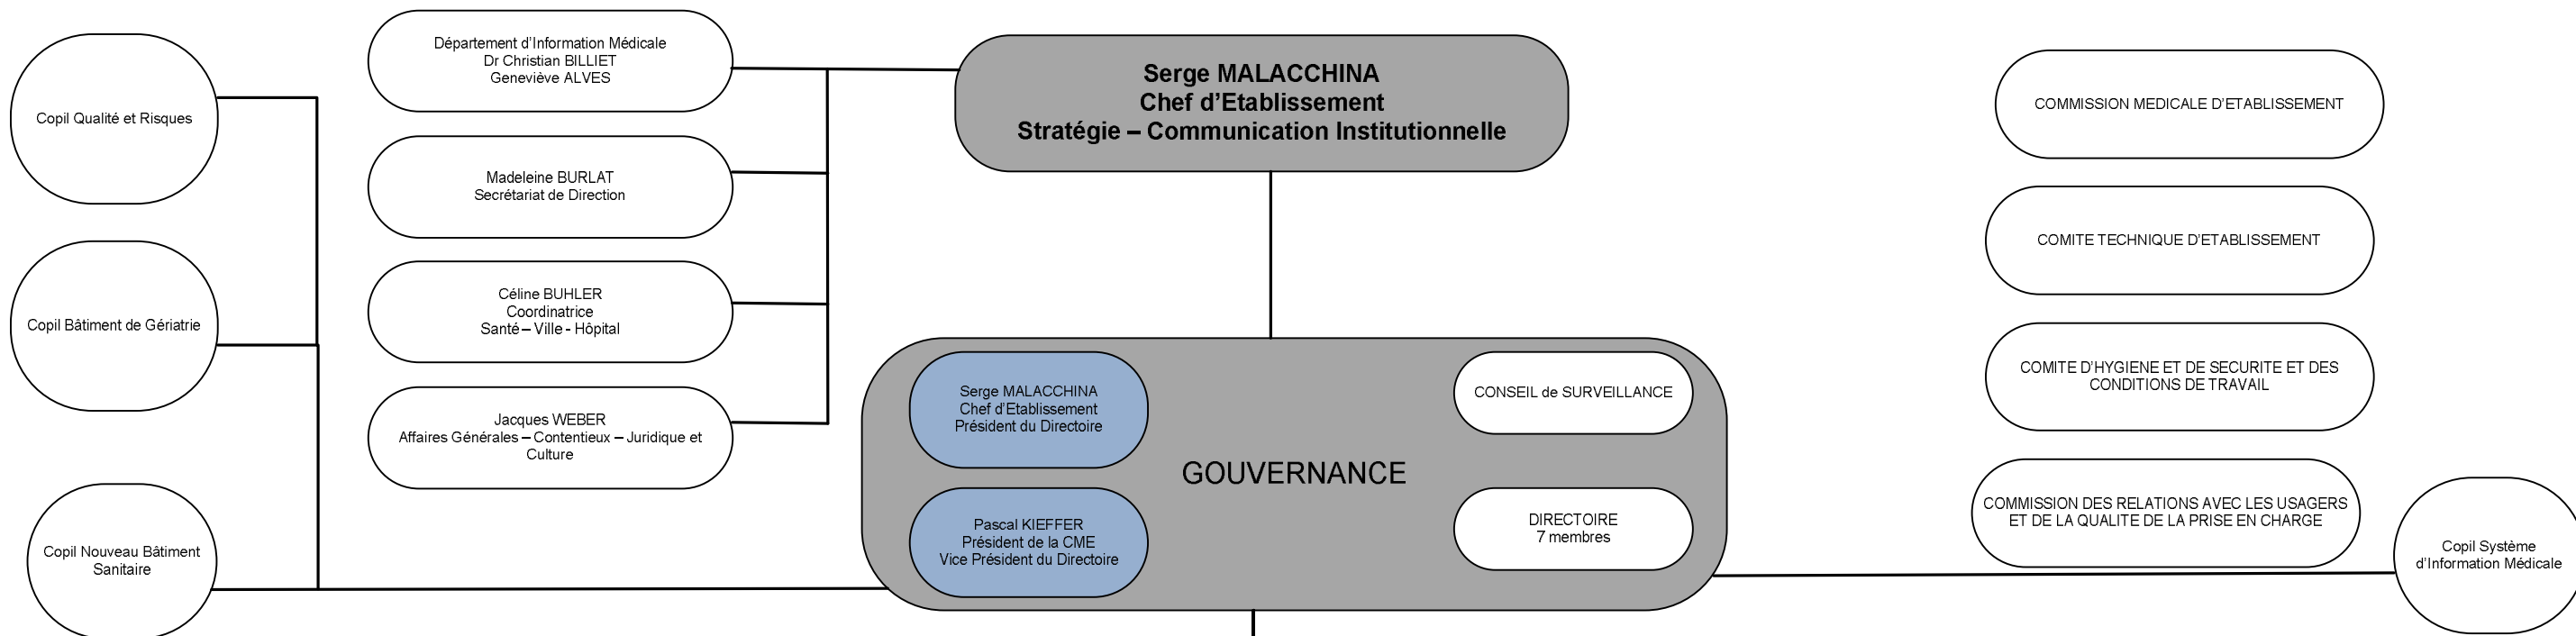 Département d'Information Médicale
Dr Christian BILLIET
Geneviève ALVES
Serge MALACCHINA
Chef d'Etablissement
Stratégie – Communication Institutionnelle
COMMISSION MEDICALE D'ETABLISSEMENT
Copil Qualité et Risques
Madeleine BURLAT
Secrétariat de Direction
COMITE TECHNIQUE D'ETABLISSEMENT
Céline BUHLER
Coordinatrice
Santé – Ville - Hôpital
Copil Bâtiment de Gériatrie
COMITE D'HYGIENE ET DE SECURITE ET DES
CONDITIONS DE TRAVAIL
Serge MALACCHINA
Chef d'Etablissement
Président du Directoire
CONSEIL de SURVEILLANCE
Jacques WEBER
Affaires Générales – Contentieux – Juridique et
Culture
GOUVERNANCE
COMMISSION DES RELATIONS AVEC LES USAGERS
ET DE LA QUALITE DE LA PRISE EN CHARGE
Pascal KIEFFER
Président de la CME
Vice Président du Directoire
DIRECTOIRE
7 membres
Copil Nouveau Bâtiment
Sanitaire
Copil Système
d'Information Médicale